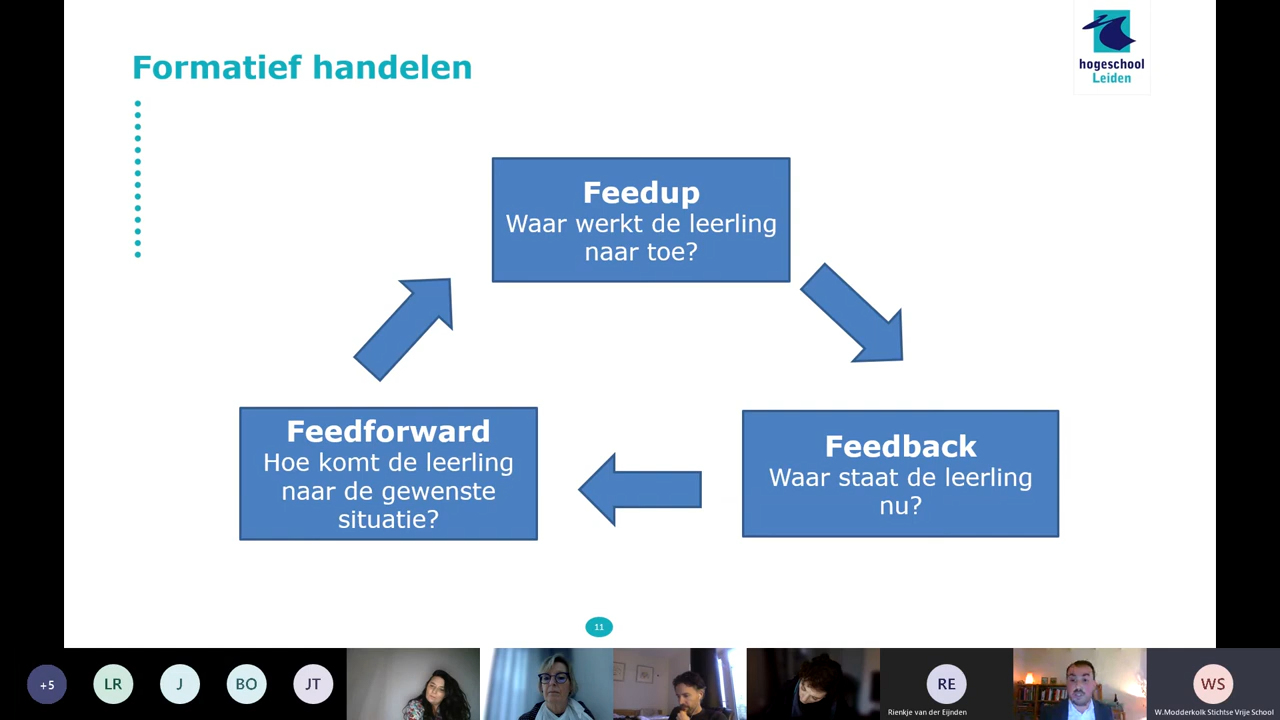 Formatief handelen
hogeschool
Leiden
Feedup
Waar werkt de leerling
naar toe?
Feedforward
Hoe komt de leerling
naar de gewenste
situatie?
Feedback
Waar staat de leerling
nu?
11
+5
LR
J
BO
JT
RE
Rienkje van der Eijnden
WS
W.Modderkolk Stichtse Vrije School